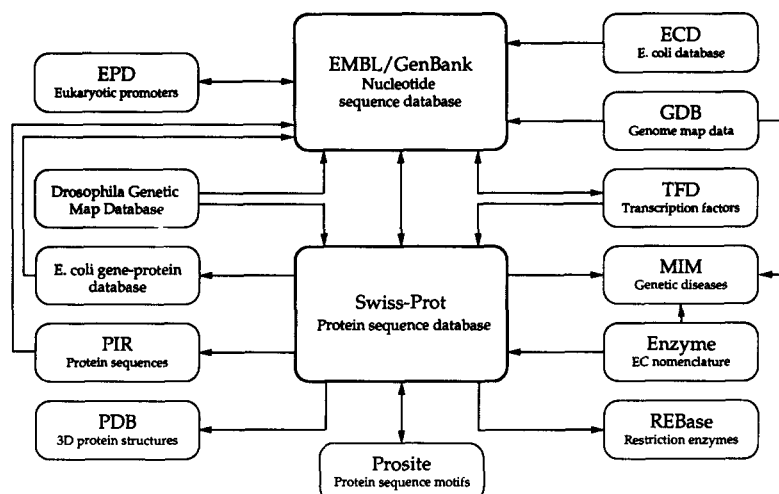 EMBL/GenBank
Nucleotide
sequence database
ECD
E. coli database
EPD
Eukaryotic promoters
GDB
Genome map data
Drosophila Genetic
Map Database
TFD
Transcription factors
E. coli gene-protein
database
Swiss-Prot
Protein sequence database
MIM
Genetic diseases
PIR
Protein sequences
Enzyme
EC nomenclature
PDB
3D protein structures
REBase
Restriction enzymes
Prosite
Protein sequence motifs